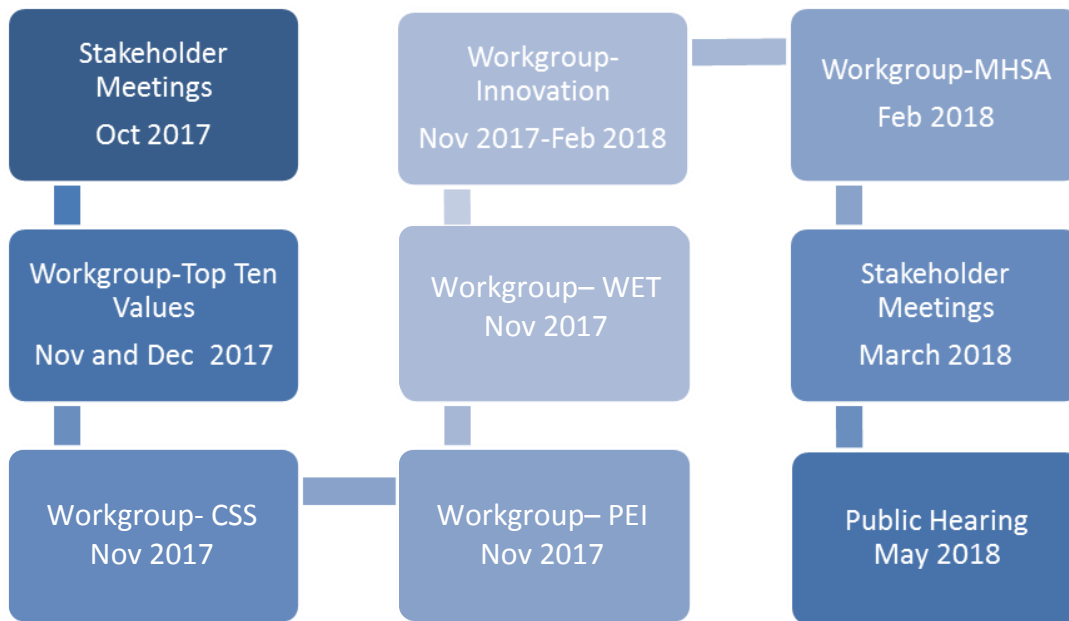 Stakeholder
Meetings
Oct 2017
Workgroup-Top Ten
Values
Nov and Dec  2017
Workgroup- CSS
Nov 2017
Workgroup– PEI
Nov 2017
Workgroup– WET
Nov 2017
Workgroup-
Innovation
Nov 2017-Feb 2018
Workgroup-MHSA
Feb 2018
Stakeholder
Meetings
March 2018
Public Hearing
May 2018